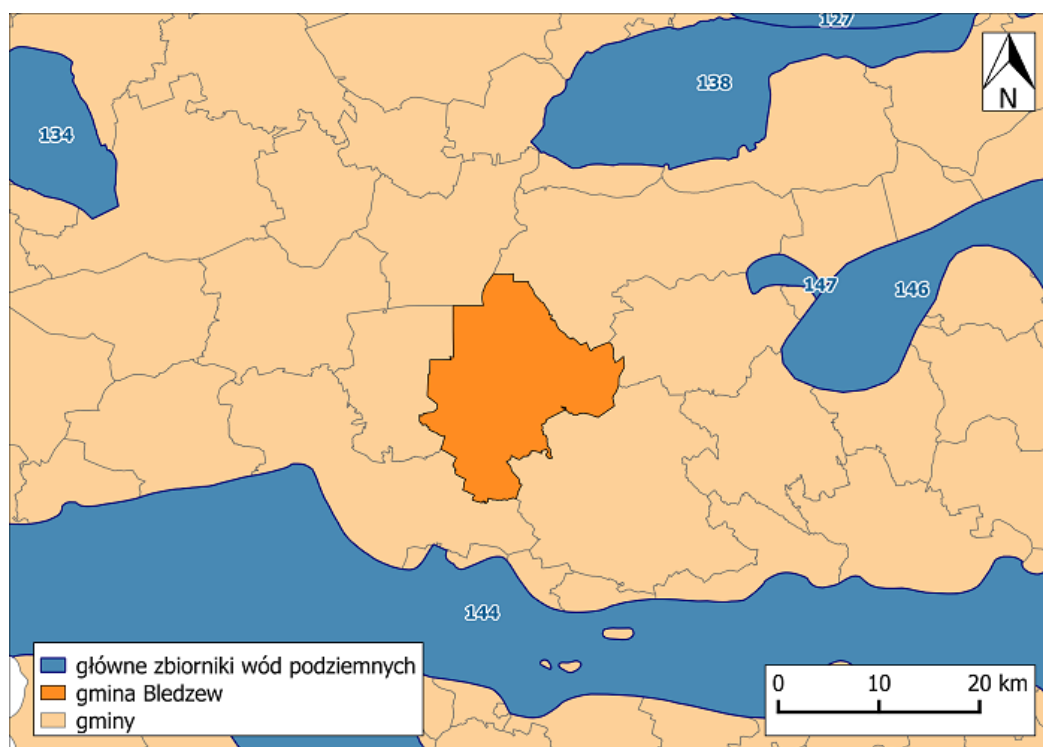 127
138
134
N
147
146
144
główne zbiorniki wód podziemnych
gmina Bledzew
gminy
0 10 20 km